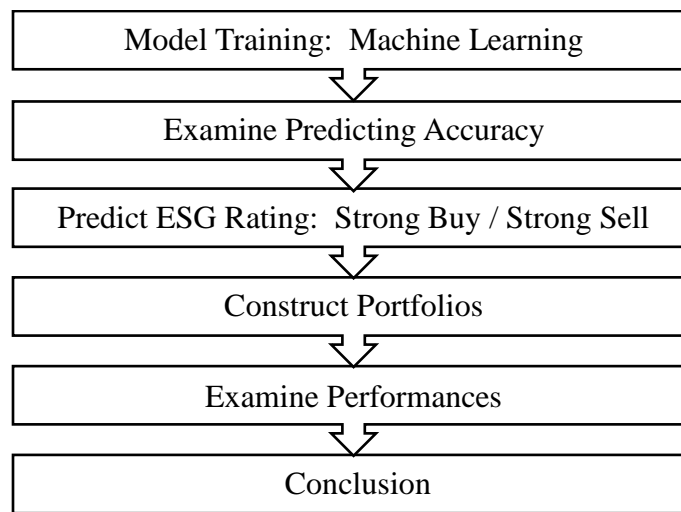 Model Training: Machine Learning
Examine Predicting Accuracy
Predict ESG Rating: Strong Buy / Strong Sell
Construct Portfolios
Examine Performances
Conclusion